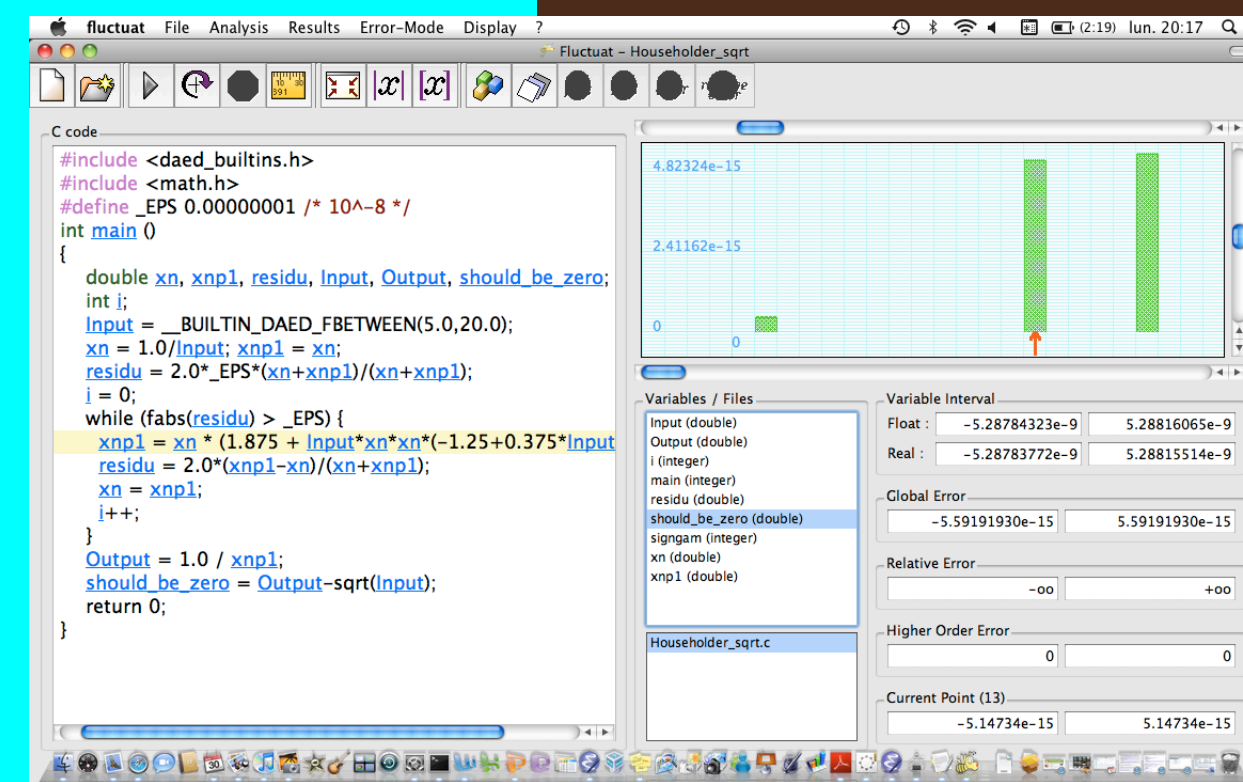 fluctuat File Analysis Results Error-Mode Display ? (2:19) lun. 20:17
Fluctuat – Householder_sqrt
|x| [x]
C code
#include <daed_builtins.h>
#include <math.h>
#define _EPS 0.00000001 /* 10^-8 */
int main ()
{
double xn, xnp1, residu, Input, Output, should_be_zero;
int i;
Input = __BUILTIN_DAED_FBETWEEN(5.0,20.0);
xn = 1.0/Input; xnp1 = xn;
residu = 2.0*_EPS*(xn+xnp1)/(xn+xnp1);
i = 0;
while (fabs(residu) > _EPS) {
xnp1 = xn * (1.875 + Input*xn*xn*(-1.25+0.375*Input
residu = 2.0*(xnp1-xn)/(xn+xnp1);
xn = xnp1;
i++;
}
Output = 1.0 / xnp1;
should_be_zero = Output-sqrt(Input);
return 0;
}
4.82324e-15
2.41162e-15
0
0
Variables / Files
Input (double)
Output (double)
i (integer)
main (integer)
residu (double)
should_be_zero (double)
signgam (integer)
xn (double)
xnp1 (double)
Householder_sqrt.c
Variable Interval
Float : -5.28784323e-9 5.28816065e-9
Real : -5.28783772e-9 5.28815514e-9
Global Error
-5.59191930e-15 5.59191930e-15
Relative Error
-oo +oo
Higher Order Error
0 0
Current Point (13)
-5.14734e-15 5.14734e-15